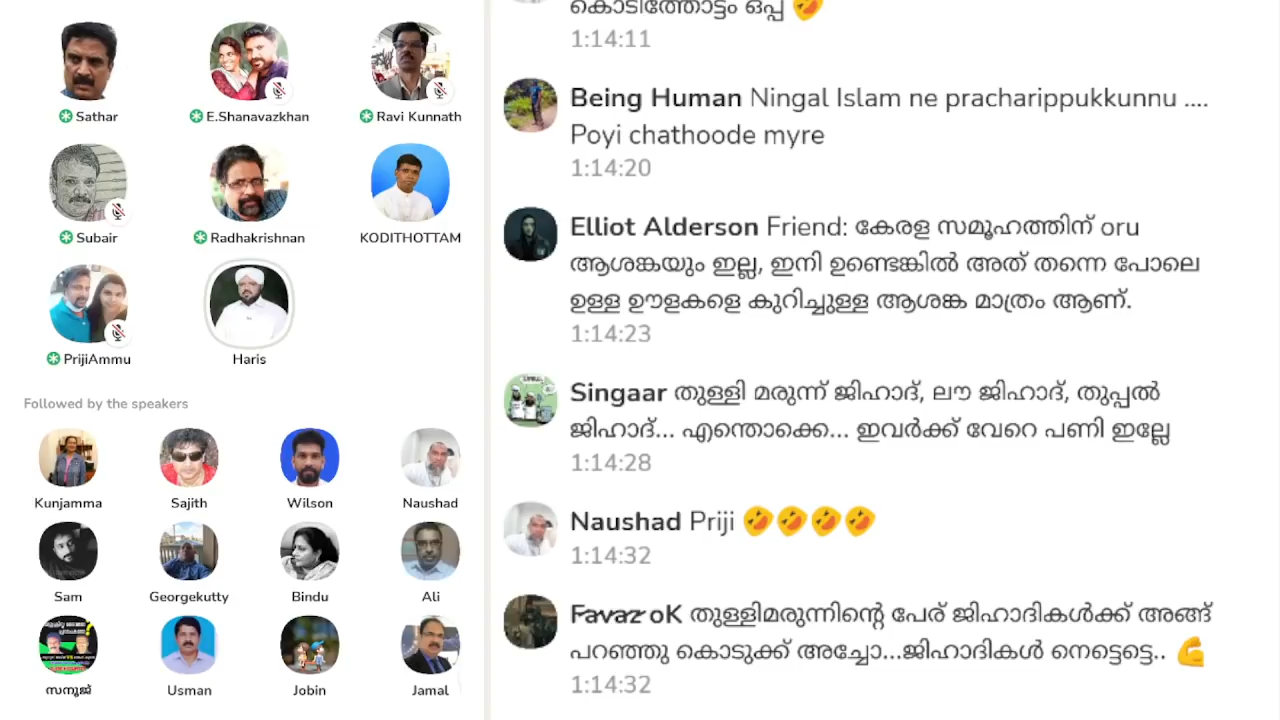 Sathar
E.Shanavazkhan
Ravi Kunnath
Subair
Radhakrishnan
KODITHOTTAM
PrijiAmmu
Haris
Followed by the speakers
Kunjamma
Sajith
Wilson
Naushad
Sam
Georgekutty
Bindu
Ali
സനൂജ്
Usman
Jobin
Jamal
കൊടിത്തോട്ടം ഒപ്പ് 🤣
1:14:11
Being Human Ningal Islam ne pracharippukkunnu ....
Poyi chathoode myre
1:14:20
Elliot Alderson Friend: കേരള സമൂഹത്തിന് oru
ആശങ്കയും ഇല്ല, ഇനി ഉണ്ടെങ്കിൽ അത് തന്നെ പോലെ
ഉള്ള ഊളകളെ കുറിച്ചുള്ള ആശങ്ക മാത്രം ആണ്.
1:14:23
Singaar തുള്ളി മരുന്ന് ജിഹാദ്, ലൗ ജിഹാദ്, തുപ്പൽ
ജിഹാദ്... എന്തൊക്കെ... ഇവർക്ക് വേറെ പണി ഇല്ലേ
1:14:28
Naushad Priji 🤣🤣🤣🤣
1:14:32
Favaz oK തുള്ളിമരുന്നിന്റെ പേര് ജിഹാദികൾക്ക് അങ്ങ്
പറഞ്ഞു കൊടുക്ക് അച്ചോ...ജിഹാദികൾ നെട്ടെട്ടെ.. 💪
1:14:32